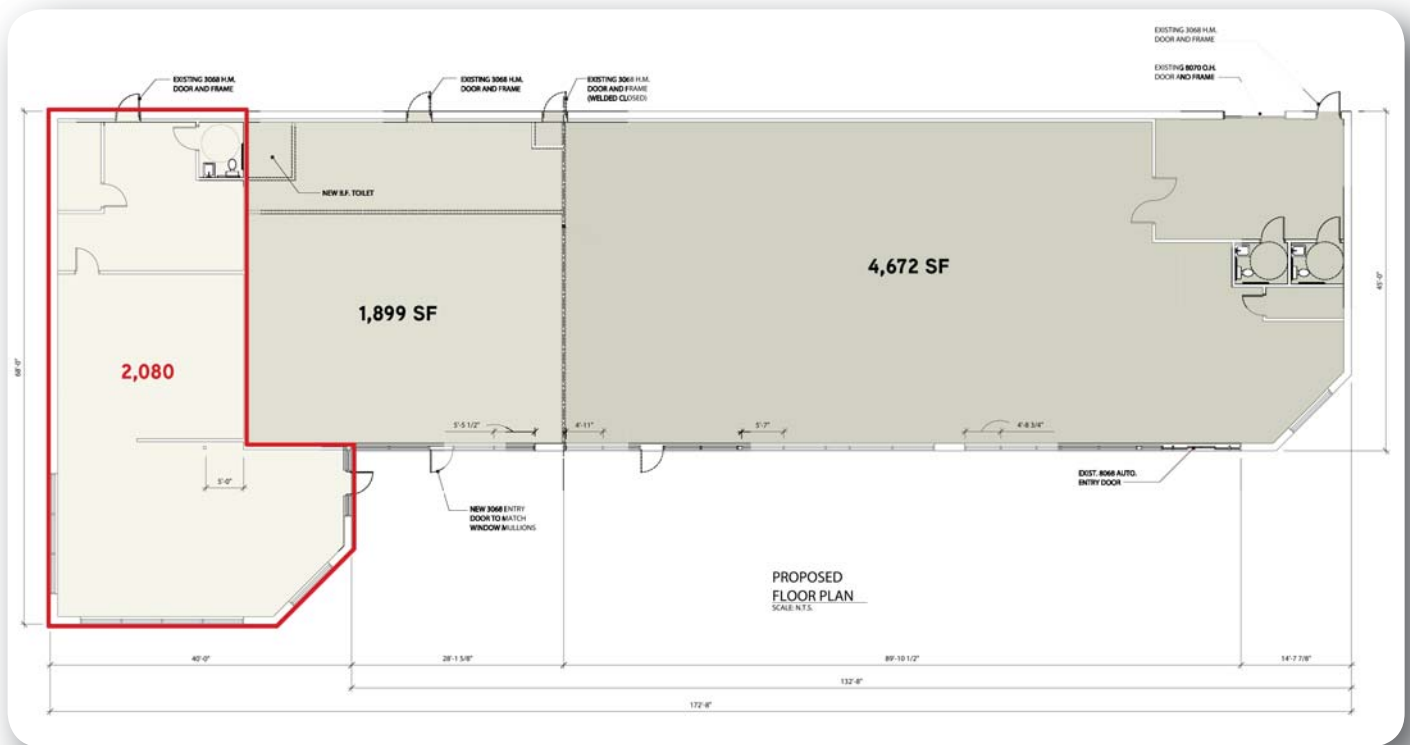 EXISTING 3068 H.M.
DOOR AND FRAME
EXISTING 8070 O.H.
DOOR AND FRAME
EXISTING 3068 H.M.
DOOR AND FRAME
EXISTING 3068 H.M.
DOOR AND FRAME
EXISTING 3068 H.M.
DOOR AND FRAME
(WELDED CLOSED)
NEW B.F. TOILET
4,672 SF
1,899 SF
2,080
68'-0"
45'-0"
5'-5 1/2"
4'-11"
5'-7"
4'-8 3/4"
5'-0"
EXIST. 8068 AUTO.
ENTRY DOOR
NEW 3068 ENTRY
DOOR TO MATCH
WINDOW MULLIONS
PROPOSED
FLOOR PLAN
SCALE: N.T.S.
40'-0"
28'-1 5/8"
89'-10 1/2"
14'-7 7/8"
132'-8"
172'-8"